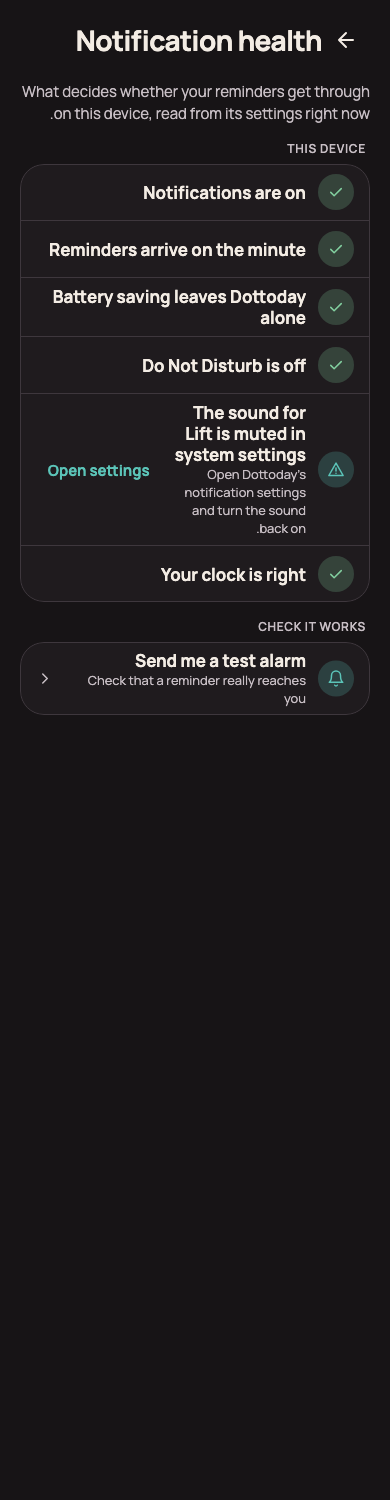 Notification health
What decides whether your reminders get through
.on this device, read from its settings right now
THIS DEVICE
Notifications are on
Reminders arrive on the minute
Battery saving leaves Dottoday
alone
Do Not Disturb is off
The sound for
Lift is muted in
system settings
Open Dottoday's
notification settings
and turn the sound
.back on
Open settings
Your clock is right
CHECK IT WORKS
Send me a test alarm
Check that a reminder really reaches
you